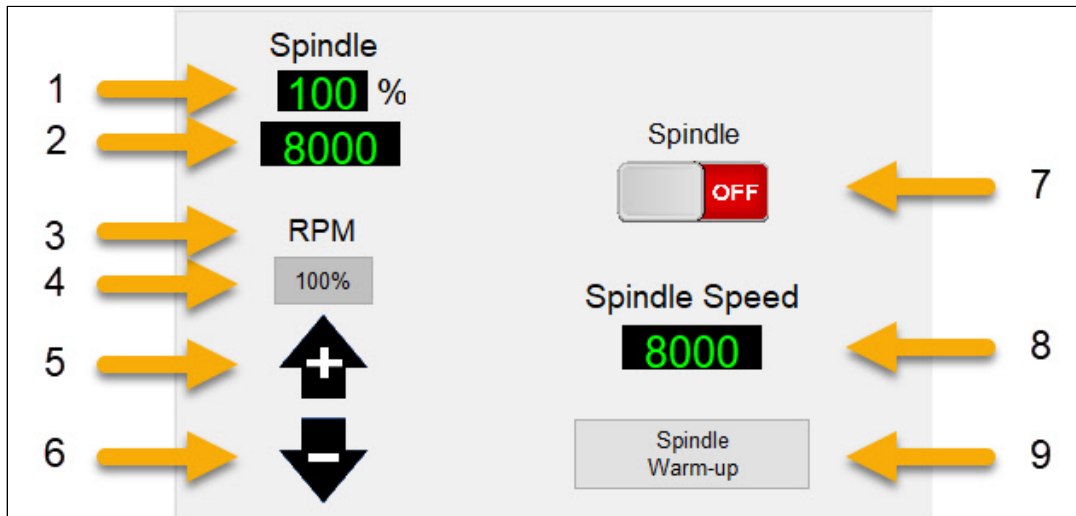 Spindle
1
100 %
2
8000
3
RPM
4
100%
5
+
6
-
Spindle
OFF
7
Spindle Speed
8000
8
Spindle
Warm-up
9